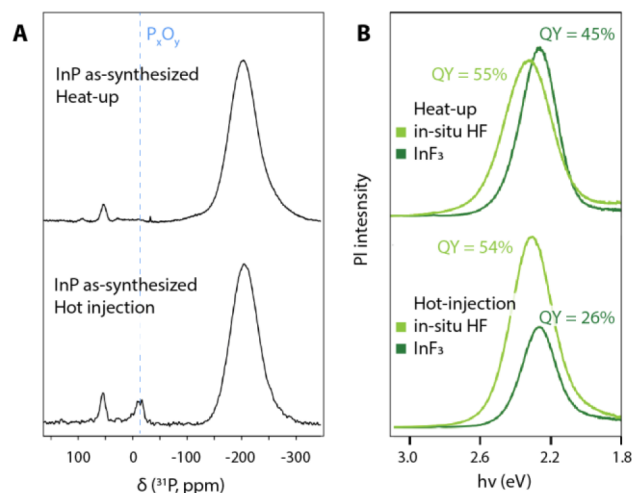 A
PₓOᵧ
InP as-synthesized
Heat-up
InP as-synthesized
Hot injection
100
0
-100
-200
-300
δ (³¹P, ppm)
B
QY = 45%
QY = 55%
Heat-up
in-situ HF
InF₃
QY = 54%
Hot-injection
QY = 26%
in-situ HF
InF₃
PI intesnsity
3.0
2.6
2.2
1.8
hv (eV)